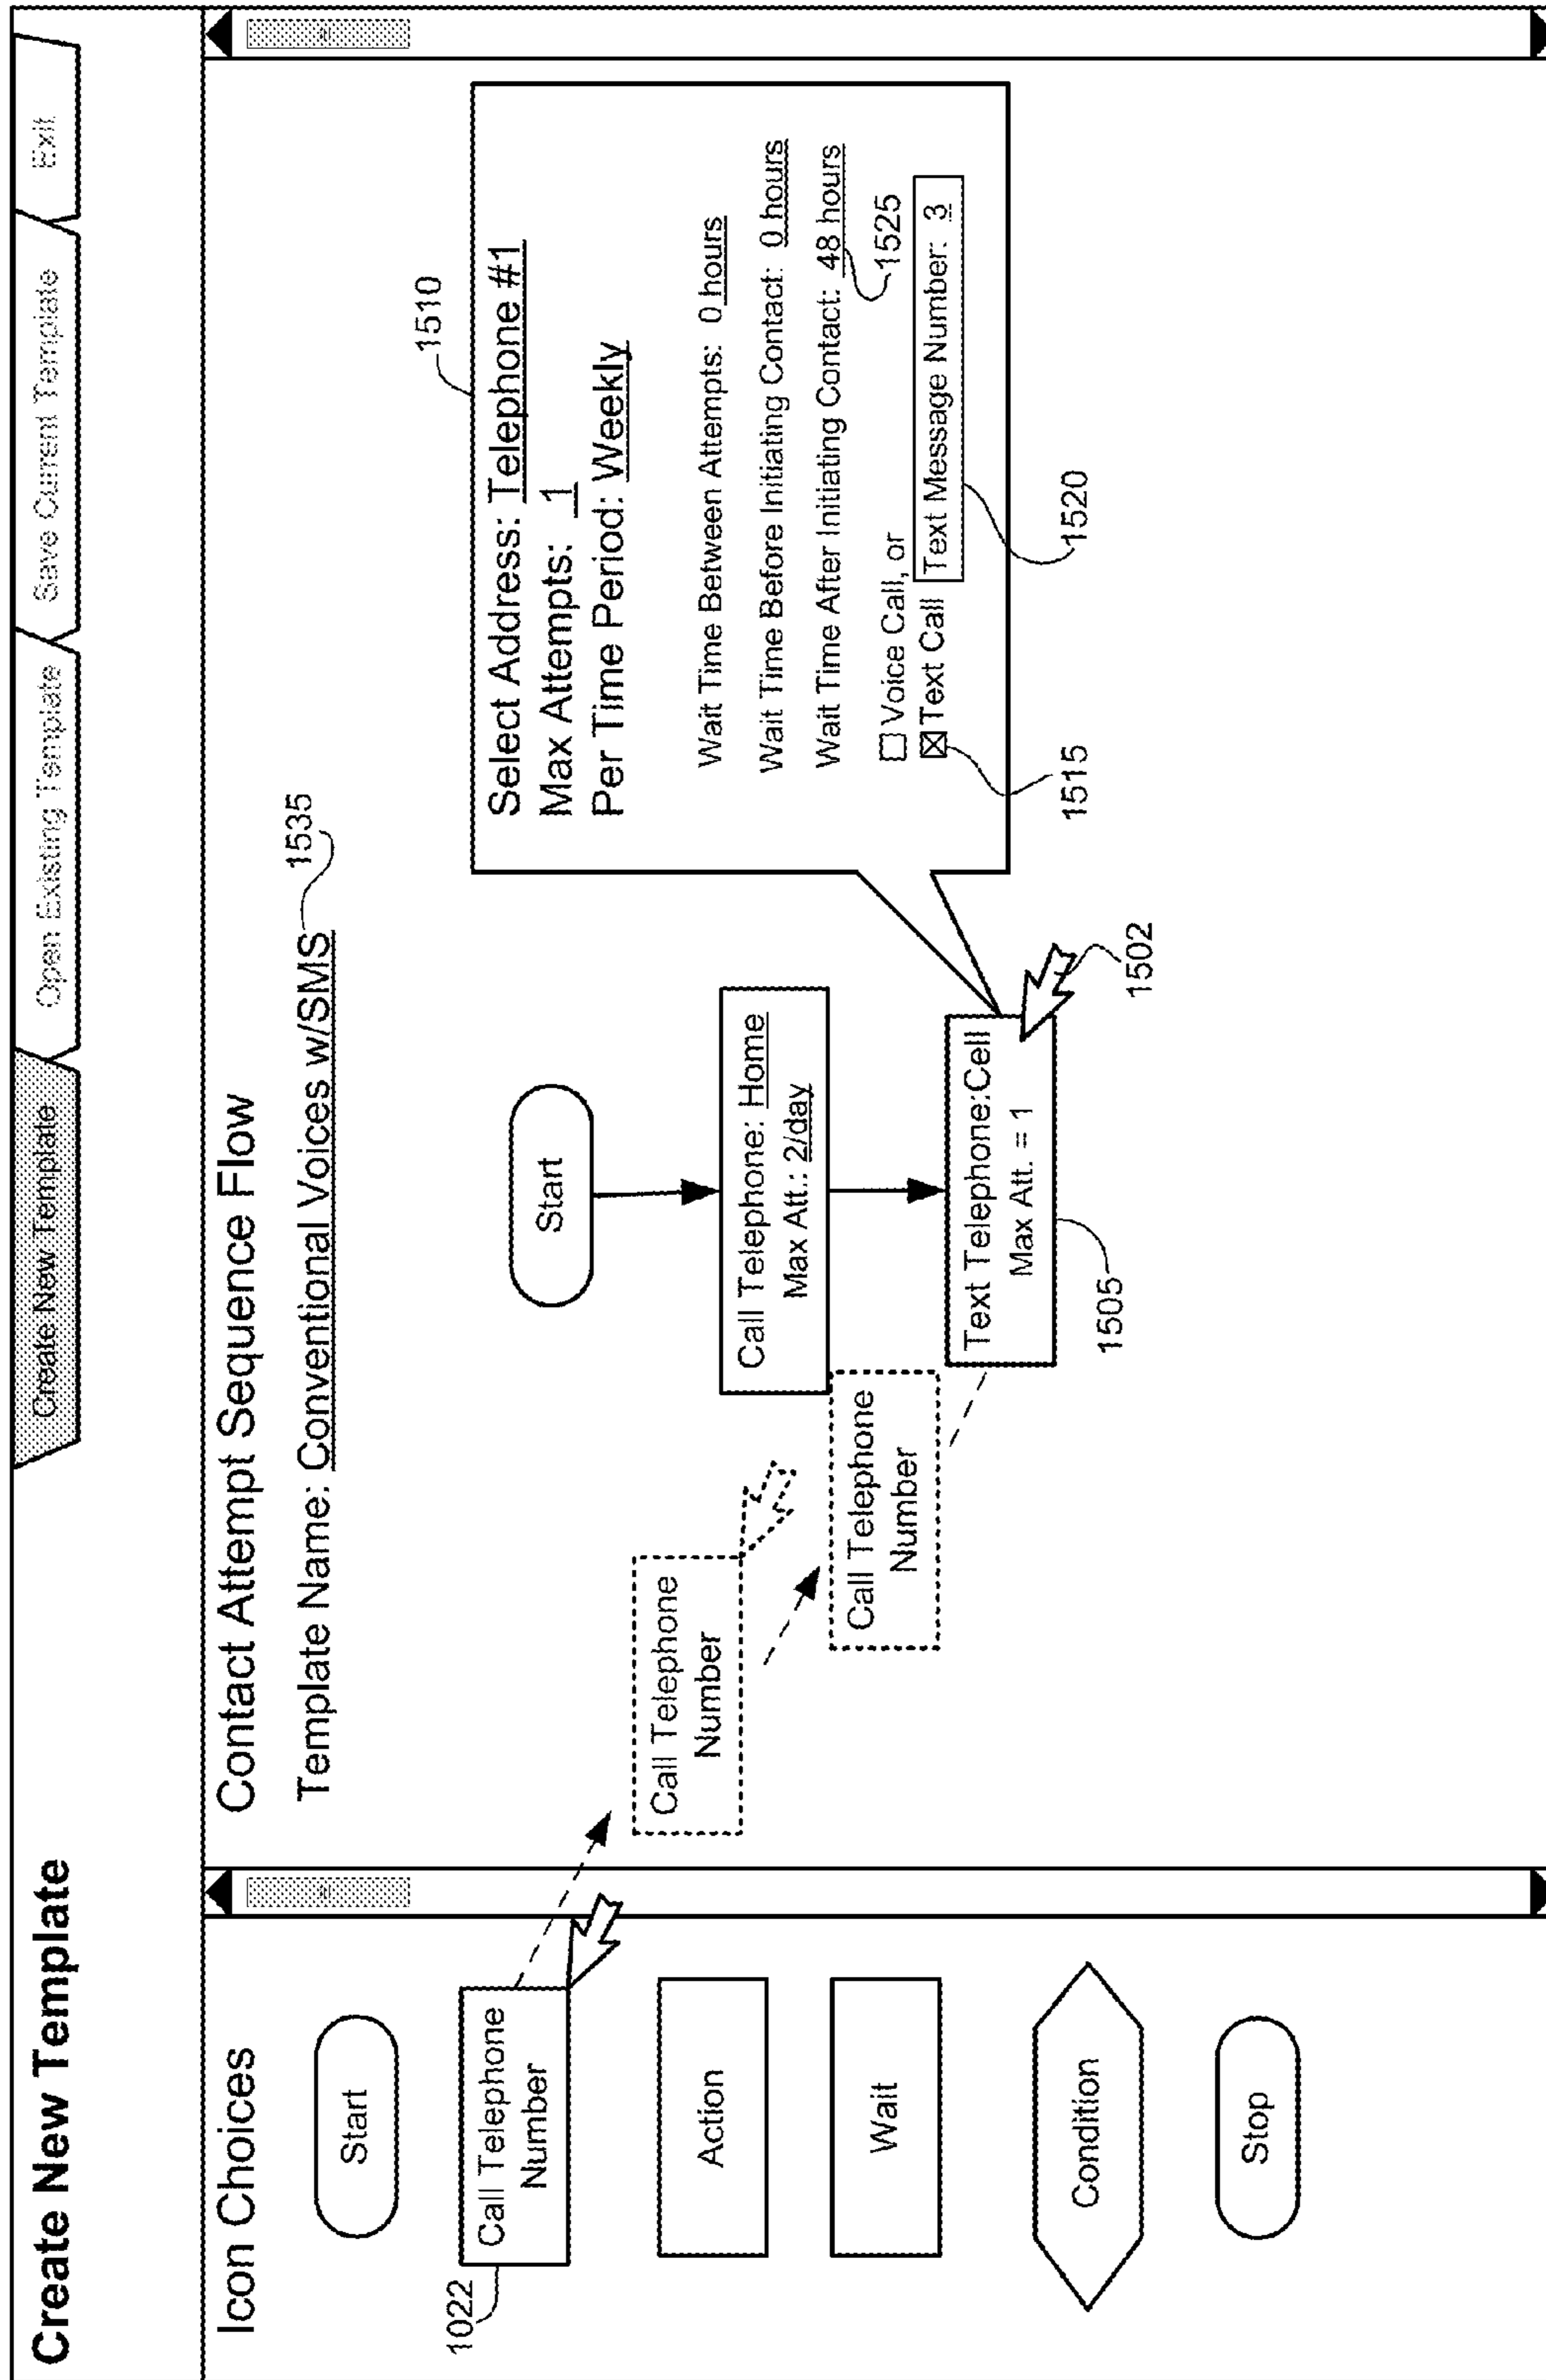 Create New Template
Create New Template
Open Existing Template
Save Current Template
Exit
Icon Choices
Start
1022
Call Telephone
Number
Action
Wait
Condition
Stop
Contact Attempt Sequence Flow
Template Name: Conventional Voices w/SMS
1535
Start
Call Telephone
Number
Call Telephone: Home
Max Att.: 2/day
Call Telephone
Number
Text Telephone:Cell
Max Att. = 1
1505
1502
1510
Select Address: Telephone #1
Max Attempts: 1
Per Time Period: Weekly
Wait Time Between Attempts: 0 hours
Wait Time Before Initiating Contact: 0 hours
Wait Time After Initiating Contact: 48 hours
1525
Voice Call, or
Text Call Text Message Number: 3
1515
1520